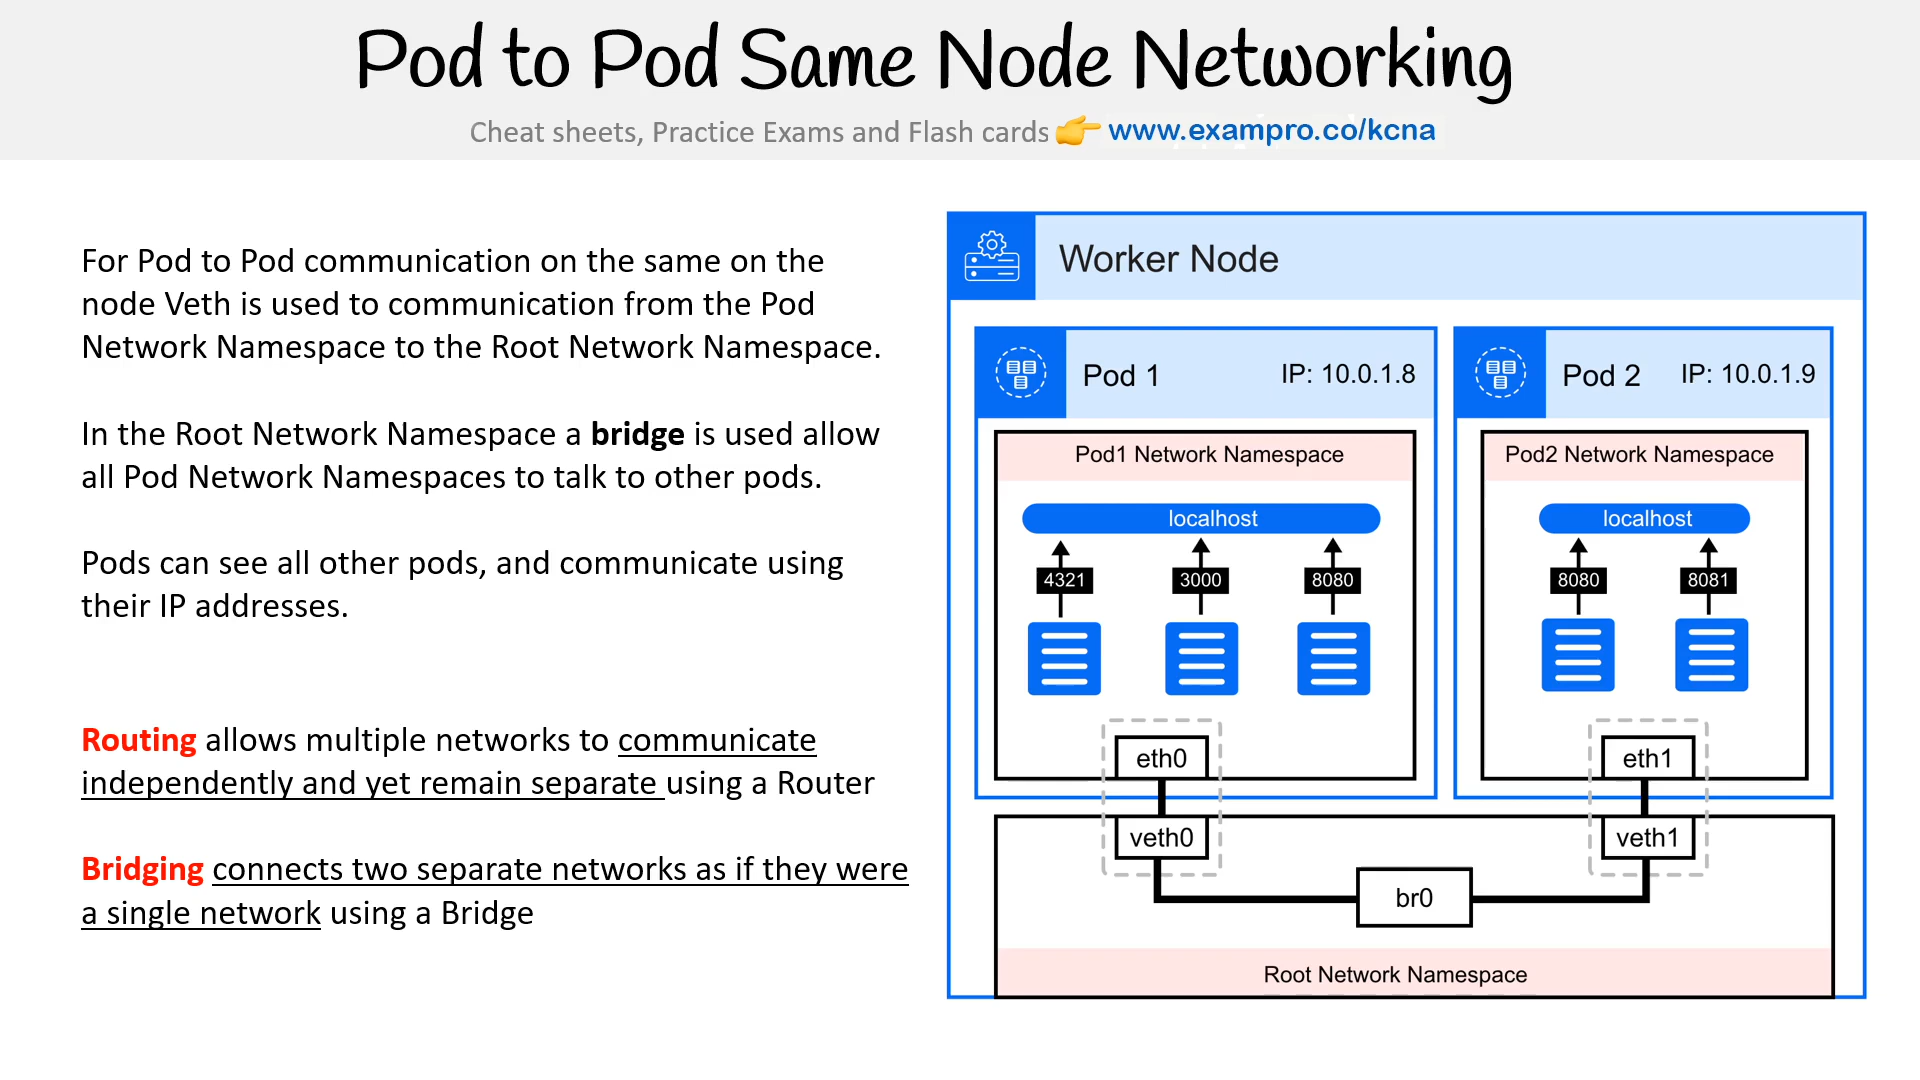 Pod to Pod Same Node Networking
Cheat sheets, Practice Exams and Flash cards 👉 www.exampro.co/kcna
For Pod to Pod communication on the same on the
node Veth is used to communication from the Pod
Network Namespace to the Root Network Namespace.
In the Root Network Namespace a bridge is used allow
all Pod Network Namespaces to talk to other pods.
Pods can see all other pods, and communicate using
their IP addresses.
Routing allows multiple networks to communicate
independently and yet remain separate using a Router
Bridging connects two separate networks as if they were
a single network using a Bridge
Worker Node
Pod 1
IP: 10.0.1.8
Pod1 Network Namespace
localhost
4321
3000
8080
eth0
veth0
Pod 2
IP: 10.0.1.9
Pod2 Network Namespace
localhost
8080
8081
eth1
veth1
br0
Root Network Namespace